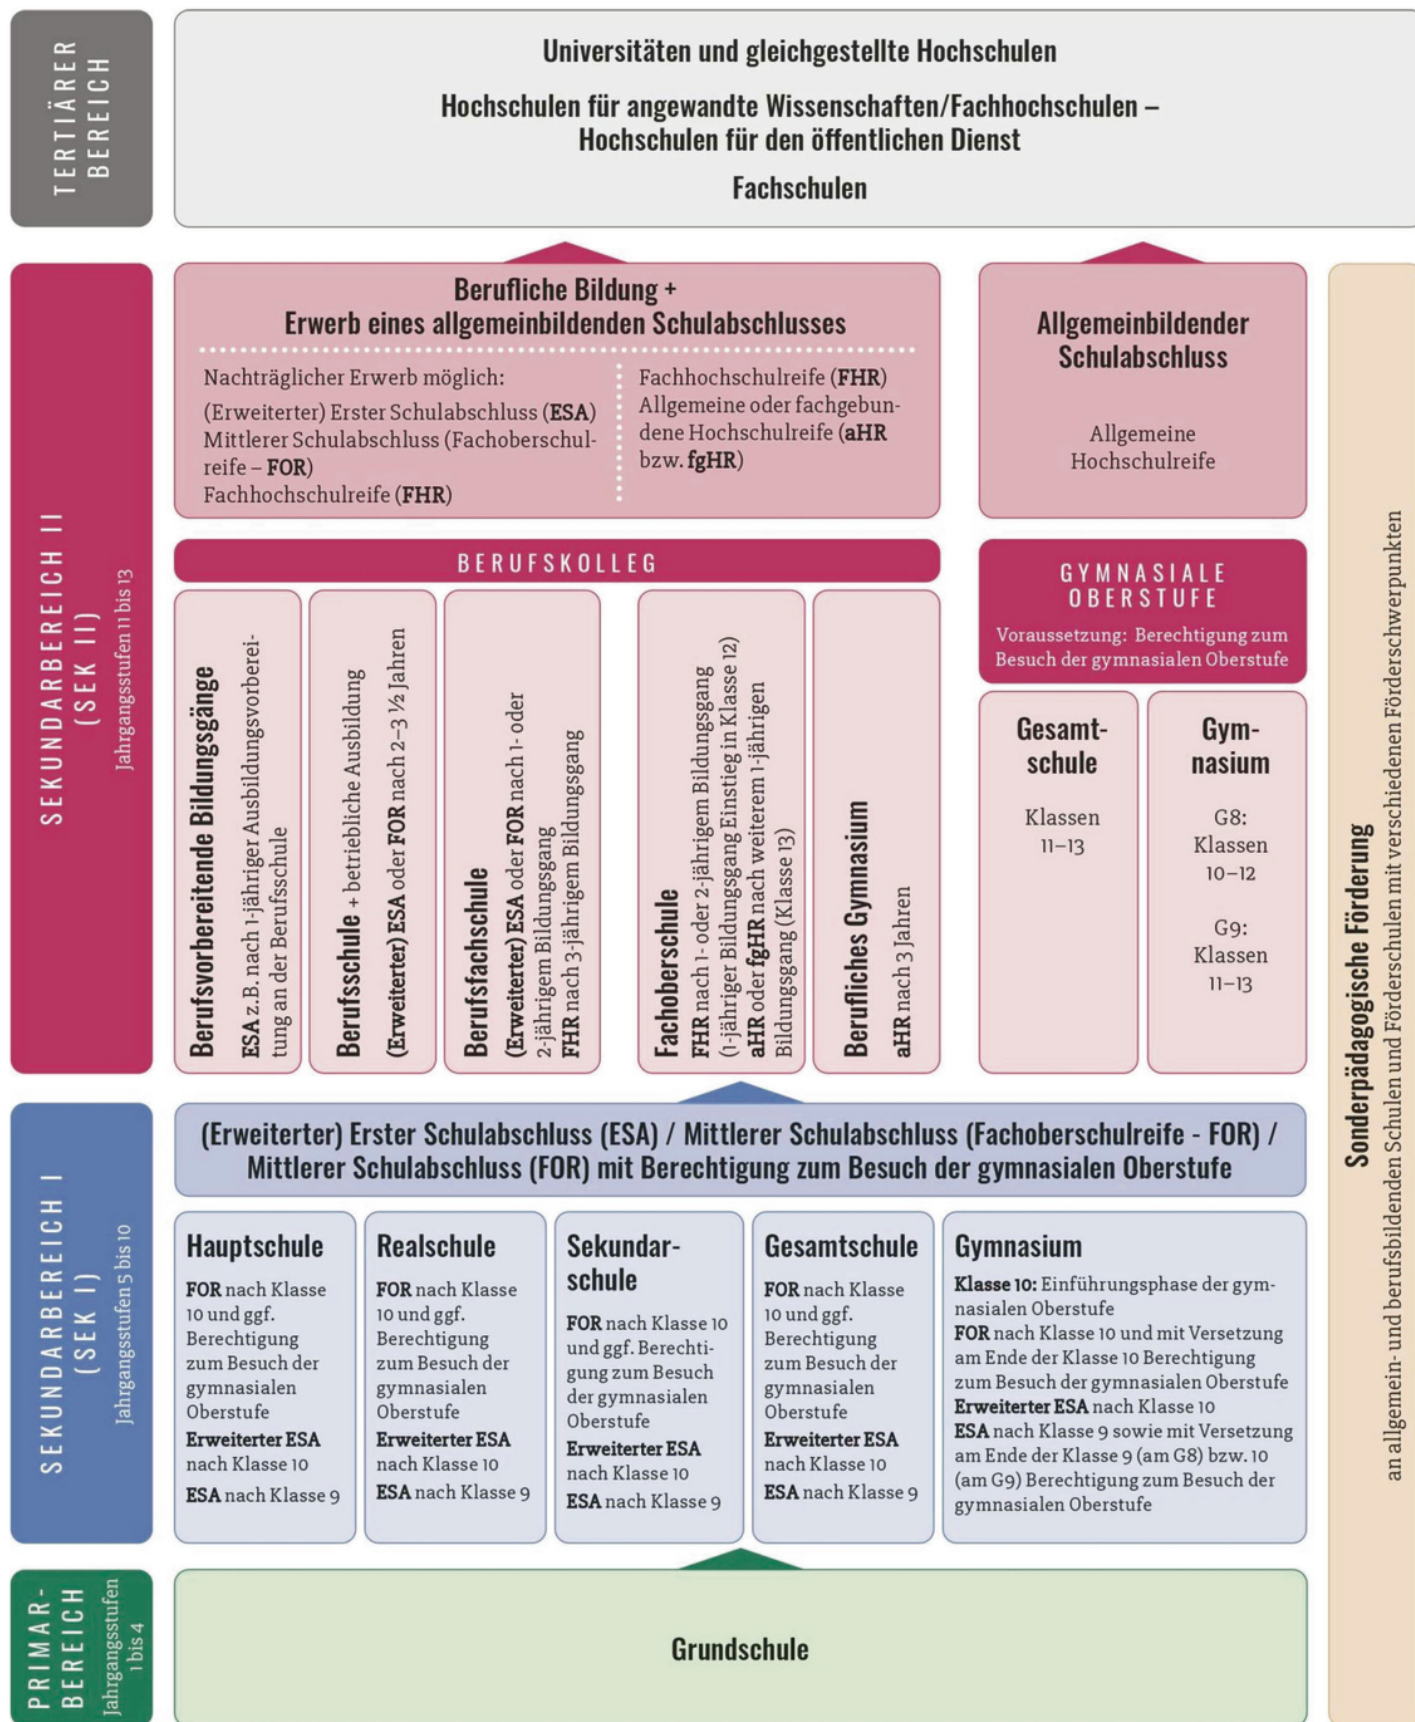 TERTIÄRER
BEREICH
Universitäten und gleichgestellte Hochschulen
Hochschulen für angewandte Wissenschaften/Fachhochschulen –
Hochschulen für den öffentlichen Dienst
Fachschulen
SEKUNDARBEREICH II
(SEK II)
Jahrgangsstufen 11 bis 13
Berufliche Bildung +
Erwerb eines allgemeinbildenden Schulabschlusses
Nachträglicher Erwerb möglich:
(Erweiterter) Erster Schulabschluss (ESA)
Mittlerer Schulabschluss (Fachoberschul-
reife – FOR)
Fachhochschulreife (FHR)
Fachhochschulreife (FHR)
Allgemeine oder fachgebun-
dene Hochschulreife (aHR
bzw. fgHR)
Allgemeinbildender
Schulabschluss
Allgemeine
Hochschulreife
BERUFSKOLLEG
Berufsvorbereitende Bildungsgänge
ESA z.B. nach 1-jähriger Ausbildungsvorberei-
tung an der Berufsschule
Berufsschule + betriebliche Ausbildung
(Erweiterter) ESA oder FOR nach 2–3 ½ Jahren
Berufsfachschule
(Erweiterter) ESA oder FOR nach 1- oder
2-jährigem Bildungsgang
FHR nach 3-jährigem Bildungsgang
Fachoberschule
FHR nach 1- oder 2-jährigem Bildungsgang
(1-jähriger Bildungsgang Einstieg in Klasse 12)
aHR oder fgHR nach weiterem 1-jährigen
Bildungsgang (Klasse 13)
Berufliches Gymnasium
aHR nach 3 Jahren
GYMNASIALE
OBERSTUFE
Voraussetzung: Berechtigung zum
Besuch der gymnasialen Oberstufe
Gesamt-
schule
Klassen
11–13
Gym-
nasium
G8:
Klassen
10–12
G9:
Klassen
11–13
Sonderpädagogische Förderung
an allgemein- und berufsbildenden Schulen und Förderschulen mit verschiedenen Förderschwerpunkten
SEKUNDARBEREICH I
(SEK I)
Jahrgangsstufen 5 bis 10
(Erweiterter) Erster Schulabschluss (ESA) / Mittlerer Schulabschluss (Fachoberschulreife - FOR) /
Mittlerer Schulabschluss (FOR) mit Berechtigung zum Besuch der gymnasialen Oberstufe
Hauptschule
FOR nach Klasse
10 und ggf.
Berechtigung
zum Besuch der
gymnasialen
Oberstufe
Erweiterter ESA
nach Klasse 10
ESA nach Klasse 9
Realschule
FOR nach Klasse
10 und ggf.
Berechtigung
zum Besuch der
gymnasialen
Oberstufe
Erweiterter ESA
nach Klasse 10
ESA nach Klasse 9
Sekundar-
schule
FOR nach Klasse 10
und ggf. Berechti-
gung zum Besuch
der gymnasialen
Oberstufe
Erweiterter ESA
nach Klasse 10
ESA nach Klasse 9
Gesamtschule
FOR nach Klasse
10 und ggf.
Berechtigung
zum Besuch der
gymnasialen
Oberstufe
Erweiterter ESA
nach Klasse 10
ESA nach Klasse 9
Gymnasium
Klasse 10: Einführungsphase der gym-
nasialen Oberstufe
FOR nach Klasse 10 und mit Versetzung
am Ende der Klasse 10 Berechtigung
zum Besuch der gymnasialen Oberstufe
Erweiterter ESA nach Klasse 10
ESA nach Klasse 9 sowie mit Versetzung
am Ende der Klasse 9 (am G8) bzw. 10
(am G9) Berechtigung zum Besuch der
gymnasialen Oberstufe
PRIMAR-
BEREICH
Jahrgangsstufen
1 bis 4
Grundschule